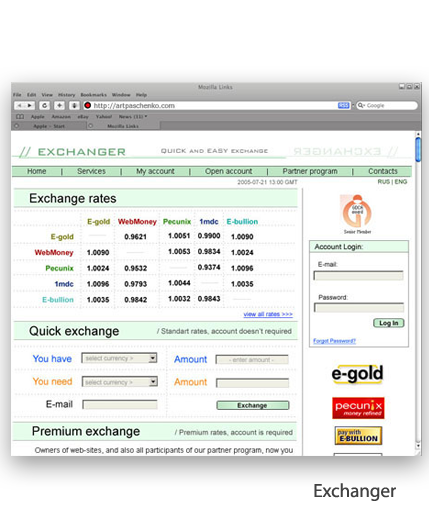 Mozilla Links
File Edit View History Bookmarks Window Help
http://artpaschenko.com RSS Google
Apple Amazon eBay Yahoo! News (31)
Apple - Start Mozilla Links
// EXCHANGER QUICK AND EASY EXCHANGE EXCHANGER //
Home | Services | My account | Open account | Partner program | Contacts
2005-07-21 13:00 GMT RUS | ENG
Exchange rates
E-gold WebMoney Pecunix 1mdc E-bullion
E-gold 0.9621 1.0051 0.9900 1.0090
WebMoney 1.0090 1.0053 0.9834 1.0024
Pecunix 1.0024 0.9532 0.9374 1.0096
1mdc 1.0096 0.9793 1.0044 1.0035
E-bullion 1.0035 0.9842 1.0032 0.9843
view all rates >>>
Senior Member
Account Login:
E-mail:
Password:
Log In
Forgot Password?
Quick exchange / Standart rates, account doesn't required
You have select currency > Amount - enter amount -
You need select currency > Amount
E-mail Exchange
e-gold
pecunix
money refined
pay with
E-BULLION
Premium exchange / Premium rates, account is required
Owners of web-sites, and also all participants of our partner program, now you
Exchanger